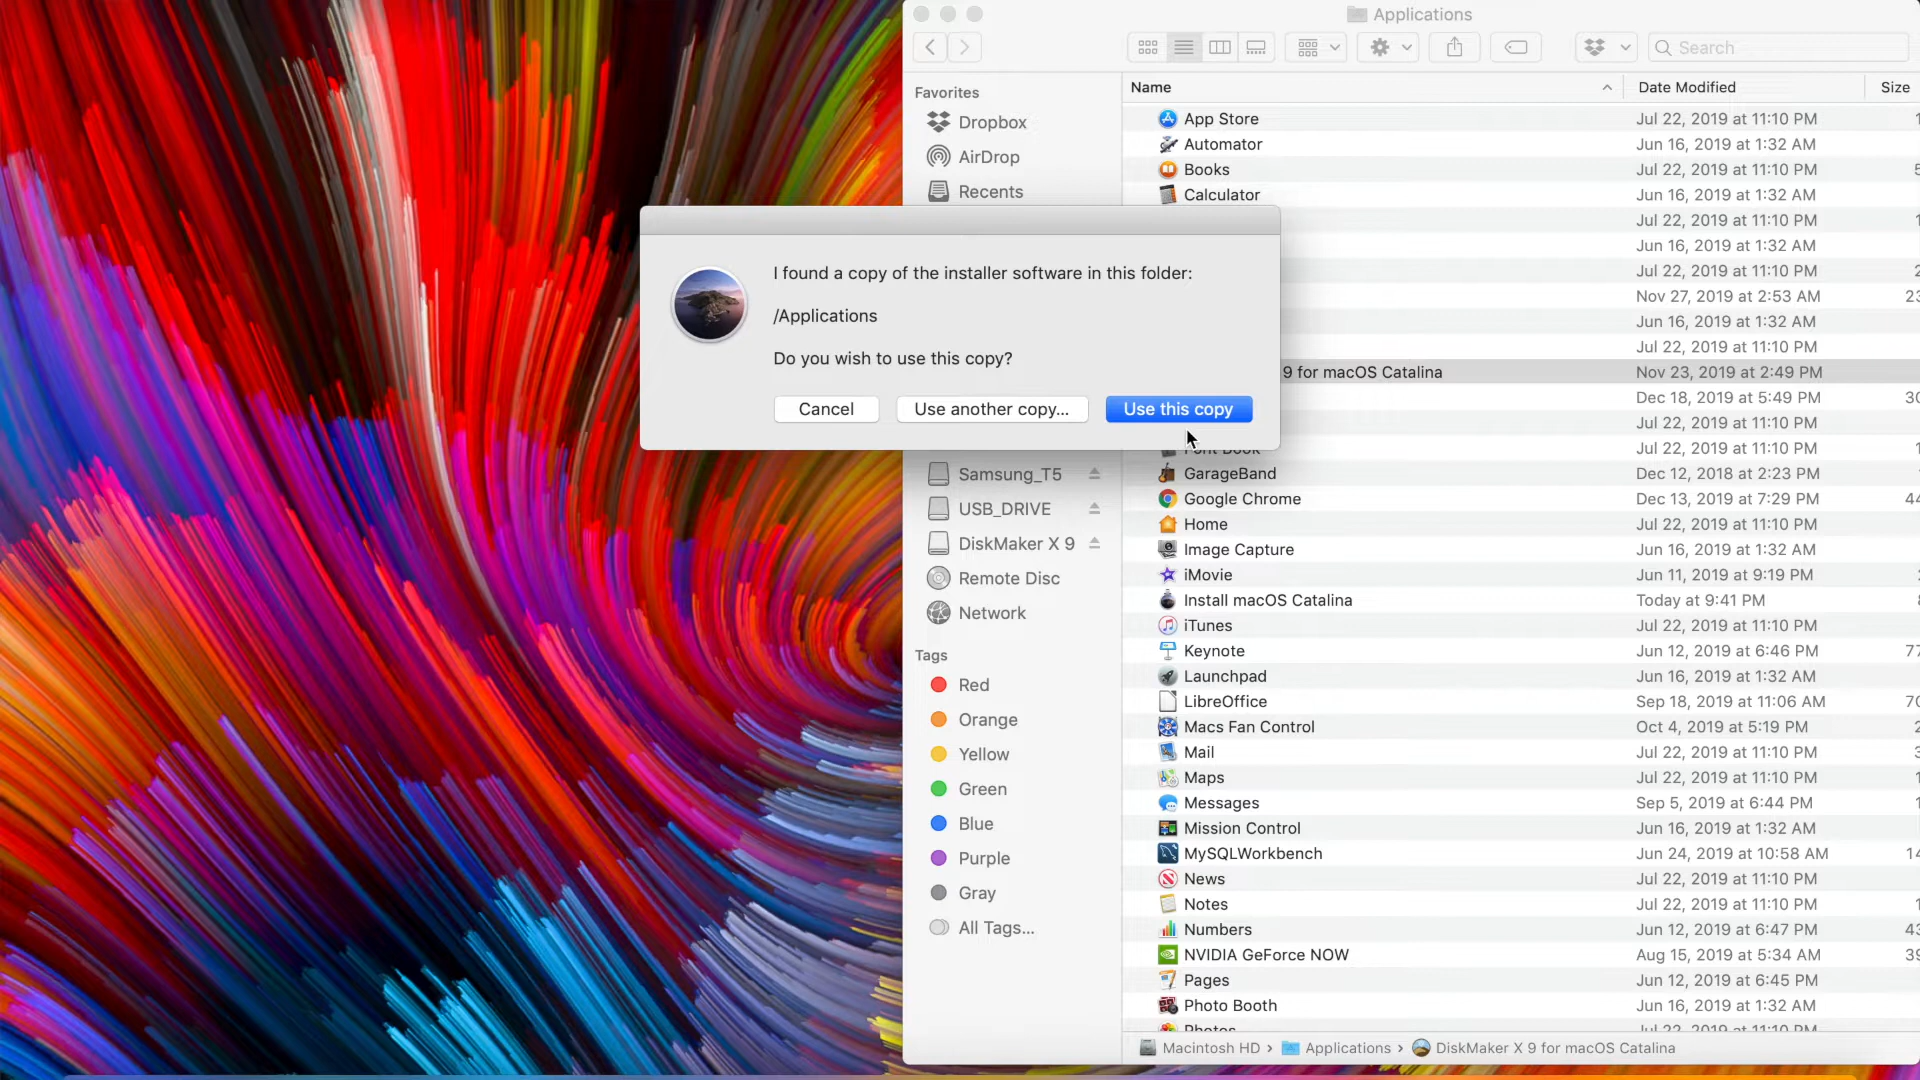 Applications
Search
Favorites
Dropbox
AirDrop
Recents
Name
Date Modified
Size
App Store
Jul 22, 2019 at 11:10 PM
Automator
Jun 16, 2019 at 1:32 AM
Books
Jul 22, 2019 at 11:10 PM
Calculator
Jun 16, 2019 at 1:32 AM
Jul 22, 2019 at 11:10 PM
Jun 16, 2019 at 1:32 AM
Jul 22, 2019 at 11:10 PM
Nov 27, 2019 at 2:53 AM
Jun 16, 2019 at 1:32 AM
Jul 22, 2019 at 11:10 PM
9 for macOS Catalina
Nov 23, 2019 at 2:49 PM
Dec 18, 2019 at 5:49 PM
Jul 22, 2019 at 11:10 PM
I found a copy of the installer software in this folder:
/Applications
Do you wish to use this copy?
Cancel
Use another copy...
Use this copy
Samsung_T5
USB_DRIVE
DiskMaker X 9
Remote Disc
Network
Tags
Red
Orange
Yellow
Green
Blue
Purple
Gray
All Tags...
Font Book
Jul 22, 2019 at 11:10 PM
GarageBand
Dec 12, 2018 at 2:23 PM
Google Chrome
Dec 13, 2019 at 7:29 PM
Home
Jul 22, 2019 at 11:10 PM
Image Capture
Jun 16, 2019 at 1:32 AM
iMovie
Jun 11, 2019 at 9:19 PM
Install macOS Catalina
Today at 9:41 PM
iTunes
Jul 22, 2019 at 11:10 PM
Keynote
Jun 12, 2019 at 6:46 PM
Launchpad
Jun 16, 2019 at 1:32 AM
LibreOffice
Sep 18, 2019 at 11:06 AM
Macs Fan Control
Oct 4, 2019 at 5:19 PM
Mail
Jul 22, 2019 at 11:10 PM
Maps
Jul 22, 2019 at 11:10 PM
Messages
Sep 5, 2019 at 6:44 PM
Mission Control
Jun 16, 2019 at 1:32 AM
MySQLWorkbench
Jun 24, 2019 at 10:58 AM
News
Jul 22, 2019 at 11:10 PM
Notes
Jul 22, 2019 at 11:10 PM
Numbers
Jun 12, 2019 at 6:47 PM
NVIDIA GeForce NOW
Aug 15, 2019 at 5:34 AM
Pages
Jun 12, 2019 at 6:45 PM
Photo Booth
Jun 16, 2019 at 1:32 AM
Photos
Jul 22, 2019 at 11:10 PM
Macintosh HD › Applications › DiskMaker X 9 for macOS Catalina